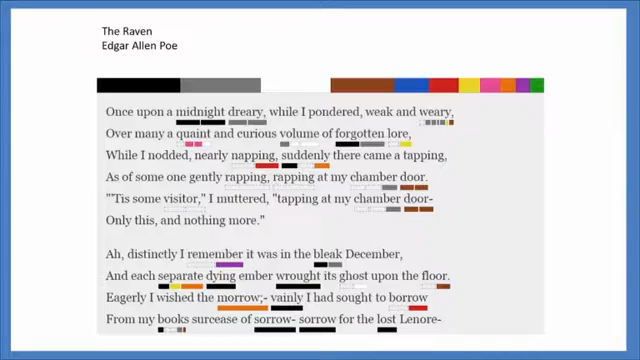 The Raven
Edgar Allen Poe
Once upon a midnight dreary, while I pondered, weak and weary,
Over many a quaint and curious volume of forgotten lore,
While I nodded, nearly napping, suddenly there came a tapping,
As of some one gently rapping, rapping at my chamber door.
"'Tis some visitor," I muttered, "tapping at my chamber door-
Only this, and nothing more."
Ah, distinctly I remember it was in the bleak December,
And each separate dying ember wrought its ghost upon the floor.
Eagerly I wished the morrow;- vainly I had sought to borrow
From my books surcease of sorrow- sorrow for the lost Lenore-